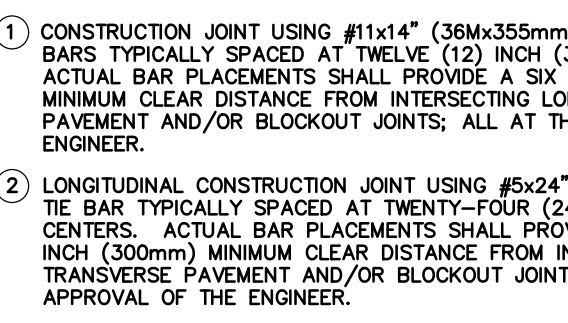 1 CONSTRUCTION JOINT USING #11x14" (36Mx355mm
BARS TYPICALLY SPACED AT TWELVE (12) INCH (
ACTUAL BAR PLACEMENTS SHALL PROVIDE A SIX
MINIMUM CLEAR DISTANCE FROM INTERSECTING
PAVEMENT AND/OR BLOCKOUT JOINTS; ALL AT
ENGINEER.
2 LONGITUDINAL CONSTRUCTION JOINT USING #5x24"
TIE BAR TYPICALLY SPACED AT TWENTY-FOUR (24
CENTERS. ACTUAL BAR PLACEMENTS SHALL
INCH (300mm) MINIMUM CLEAR DISTANCE FROM
TRANSVERSE PAVEMENT AND/OR BLOCKOUT JOINT
APPROVAL OF THE ENGINEER.